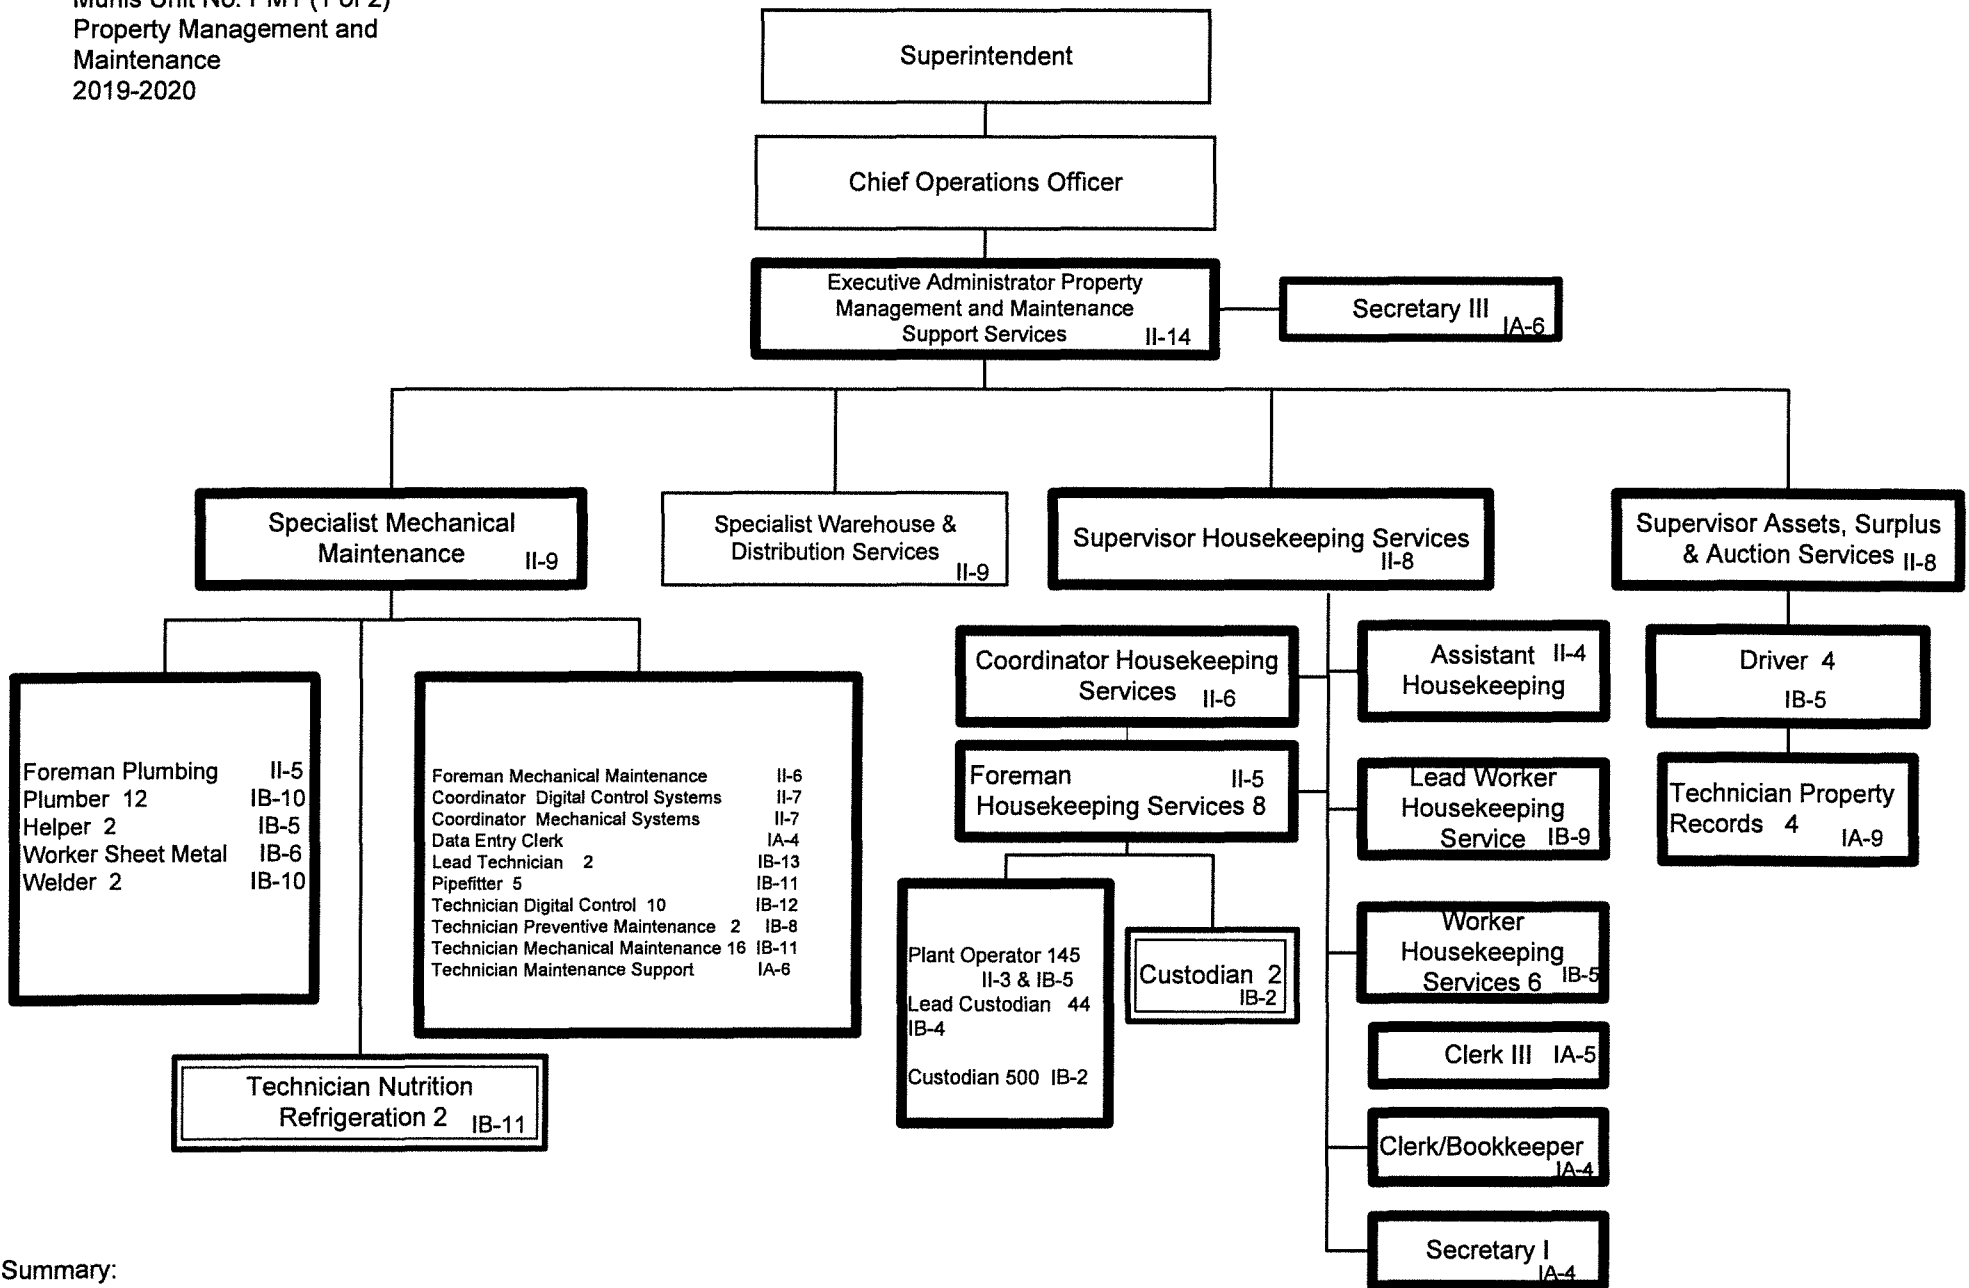 Munis Unit No. PM1 (1 of 2)
Property Management and
Maintenance
2019-2020
Superintendent
Chief Operations Officer
Executive Administrator Property
Management and Maintenance
Support Services II-14
Secretary III IA-6
Specialist Mechanical
Maintenance II-9
Specialist Warehouse &
Distribution Services
II-9
Supervisor Housekeeping Services
II-8
Supervisor Assets, Surplus
& Auction Services II-8
Foreman Plumbing II-5
Plumber 12 IB-10
Helper 2 IB-5
Worker Sheet Metal IB-6
Welder 2 IB-10
Technician Nutrition
Refrigeration 2 IB-11
Foreman Mechanical Maintenance II-6
Coordinator Digital Control Systems II-7
Coordinator Mechanical Systems II-7
Data Entry Clerk IA-4
Lead Technician 2 IB-13
Pipefitter 5 IB-11
Technician Digital Control 10 IB-12
Technician Preventive Maintenance 2 IB-8
Technician Mechanical Maintenance 16 IB-11
Technician Maintenance Support IA-6
Coordinator Housekeeping
Services II-6
Foreman II-5
Housekeeping Services 8
Plant Operator 145
II-3 & IB-5
Lead Custodian 44
IB-4
Custodian 500 IB-2
Custodian 2
IB-2
Assistant II-4
Housekeeping
Lead Worker
Housekeeping
Service IB-9
Worker
Housekeeping
Services 6 IB-5
Clerk III IA-5
Clerk/Bookkeeper
IA-4
Secretary I
IA-4
Driver 4
IB-5
Technician Property
Records 4 IA-9
Summary: